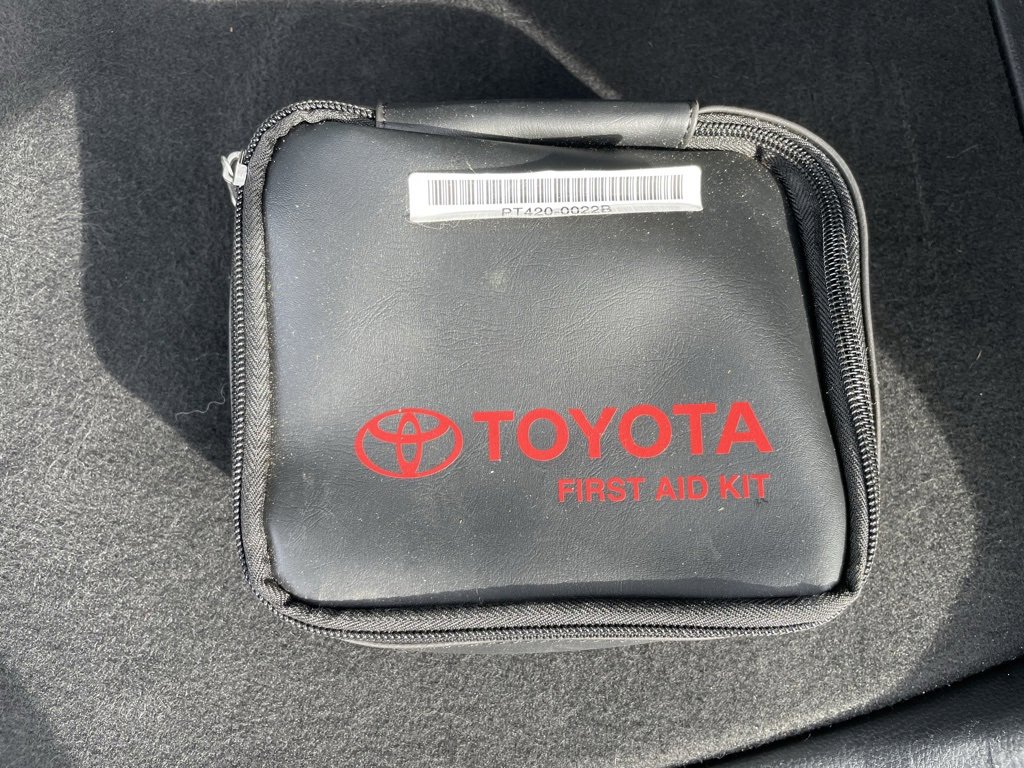 PT420-0022B
TOYOTA
FIRST AID KIT